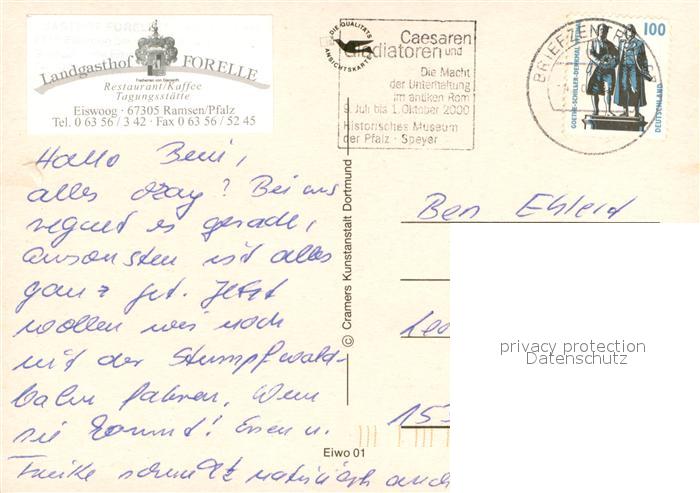 Landgasthof FORELLE
Restaurant/Kaffee
Tagungsstätte
Eiswoog · 67305 Ramsen/Pfalz
Tel. 0 63 56 / 3 42 · Fax 0 63 56 / 52 45
DIE QUALITÄTS ANSICHTSKARTE
Caesaren
Gladiatoren und
Die Macht
der Unterhaltung
im antiken Rom
9. Juli bis 1. Oktober 2000
Historisches Museum
der Pfalz · Speyer
BRIEFZENTRUM
100
GOETHE-SCHILLER-DENKMAL WEIMAR
DEUTSCHLAND
Hallo Beni,
alles okay? Bei uns
regnet es gerade,
ansonsten ist alles
ganz gut. Jetzt
wollen wir noch
mit der Stumpfwald-
bahn fahren. Wenn
sie kommt! Essen u.
schmeckt natürlich auch
© Cramers Kunstanstalt Dortmund
Eiwo 01
Ben
privacy protection
Datenschutz